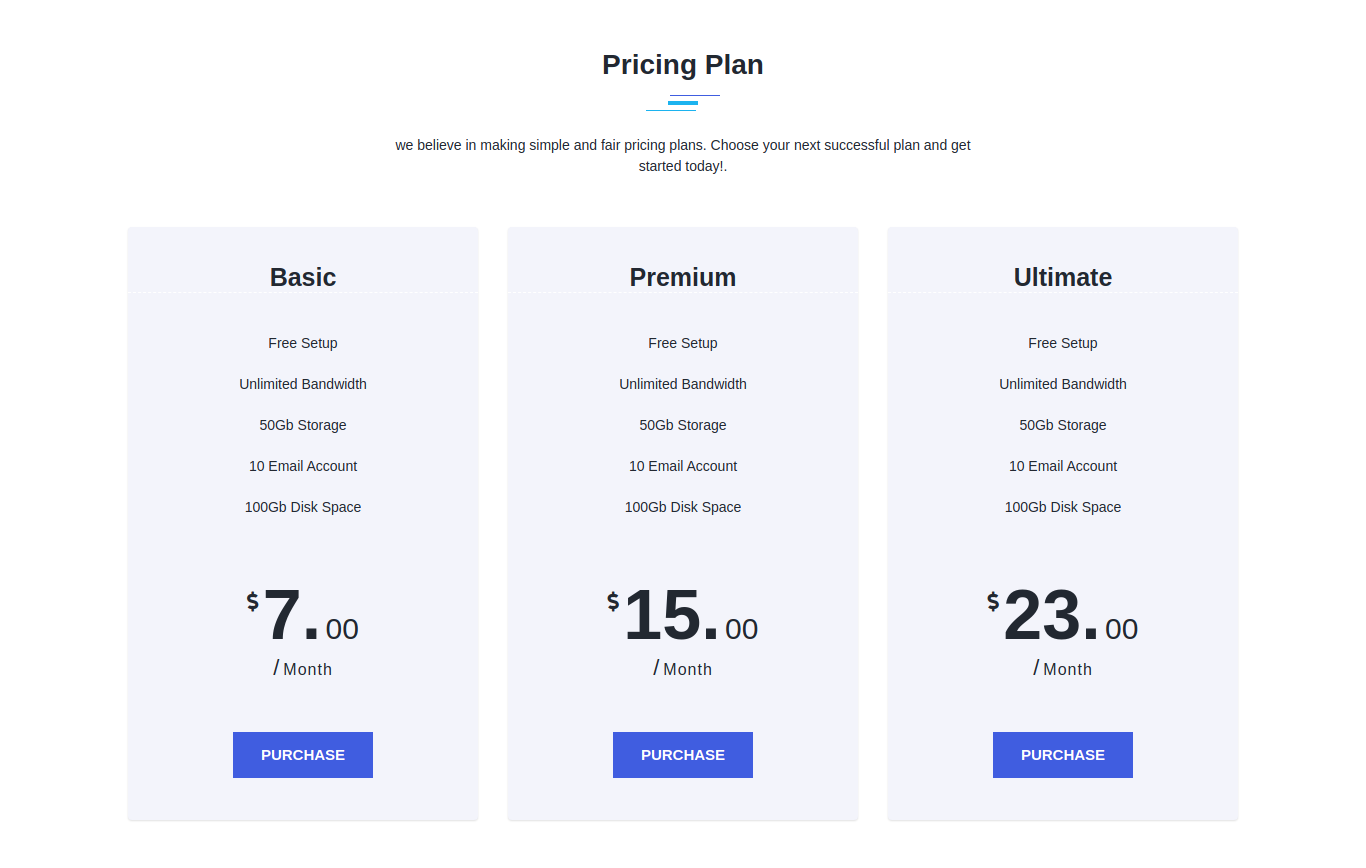 Pricing Plan
we believe in making simple and fair pricing plans. Choose your next successful plan and get
started today!.
Basic
Free Setup
Unlimited Bandwidth
50Gb Storage
10 Email Account
100Gb Disk Space
$7.00
/Month
PURCHASE
Premium
Free Setup
Unlimited Bandwidth
50Gb Storage
10 Email Account
100Gb Disk Space
$15.00
/Month
PURCHASE
Ultimate
Free Setup
Unlimited Bandwidth
50Gb Storage
10 Email Account
100Gb Disk Space
$23.00
/Month
PURCHASE